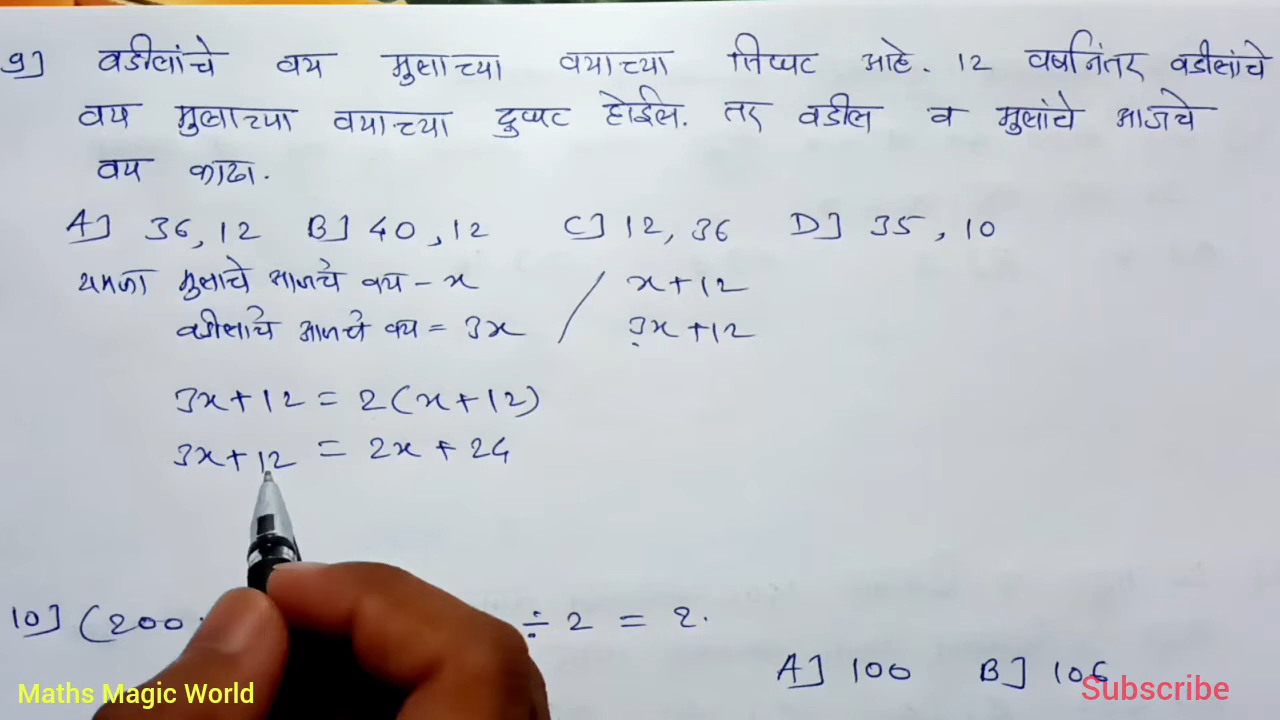 9] वडीलांचे वय मुलाच्या वयाच्या तिप्पट आहे. 12 वर्षानंतर वडीलांचे
वय मुलाच्या वयाच्या दुप्पट होईल. तर वडील व मुलांचे आजचे
वय काढा.
A] 36, 12 B] 40, 12 C] 12, 36 D] 35, 10
समजा मुलाचे आजचे वय - x / x + 12
वडीलाचे आजचे वय = 3x / 3x + 12
3x + 12 = 2(x + 12)
3x + 12 = 2x + 24
10] (200 ÷ 2 = ?.
A] 100 B] 106
Maths Magic World
Subscribe